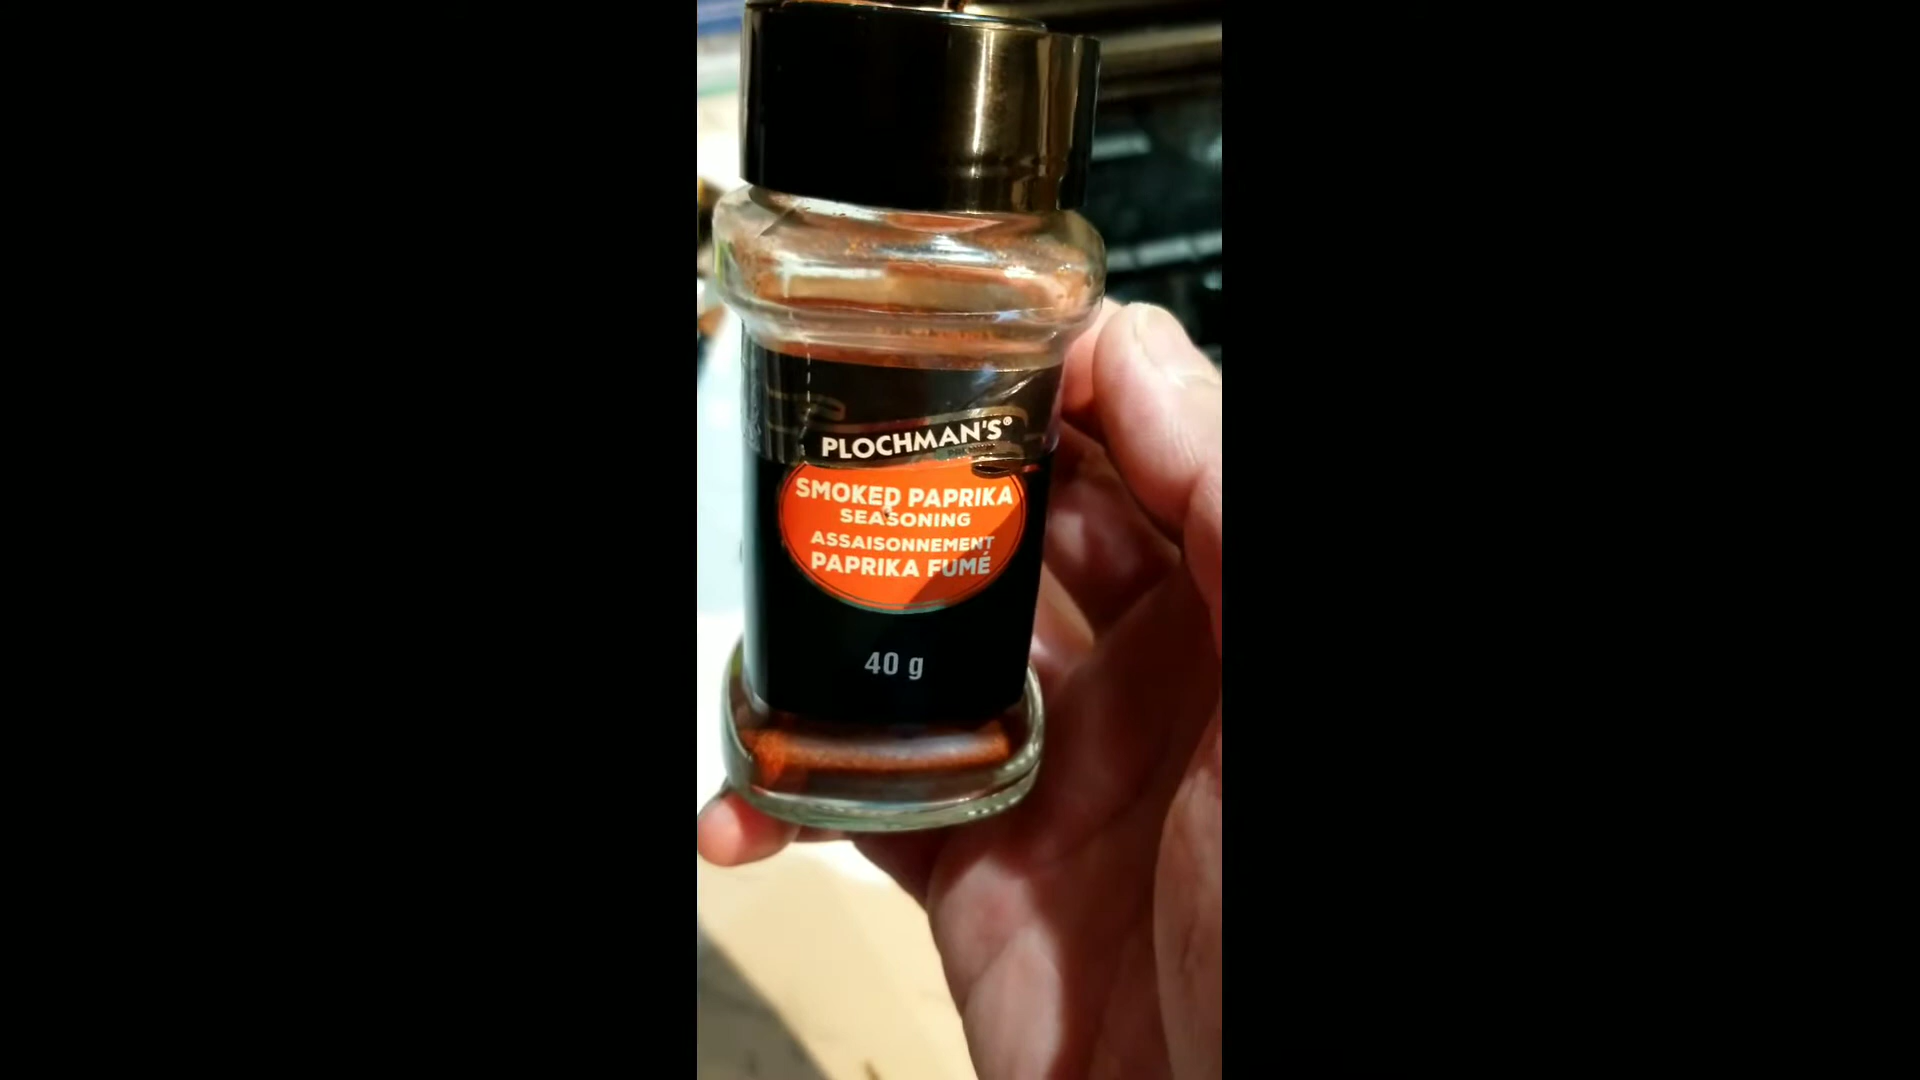 PLOCHMAN'S®
SMOKED PAPRIKA
SEASONING
ASSAISONNEMENT
PAPRIKA FUMÉ
40 g